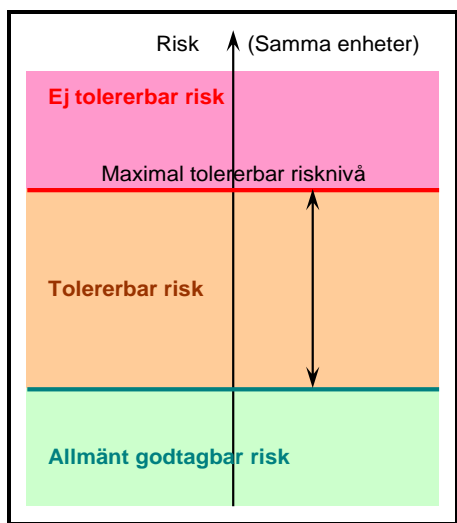 Risk (Samma enheter)
Ej tolererbar risk
Maximal tolererbar risknivå
Tolererbar risk
Allmänt godtagbar risk